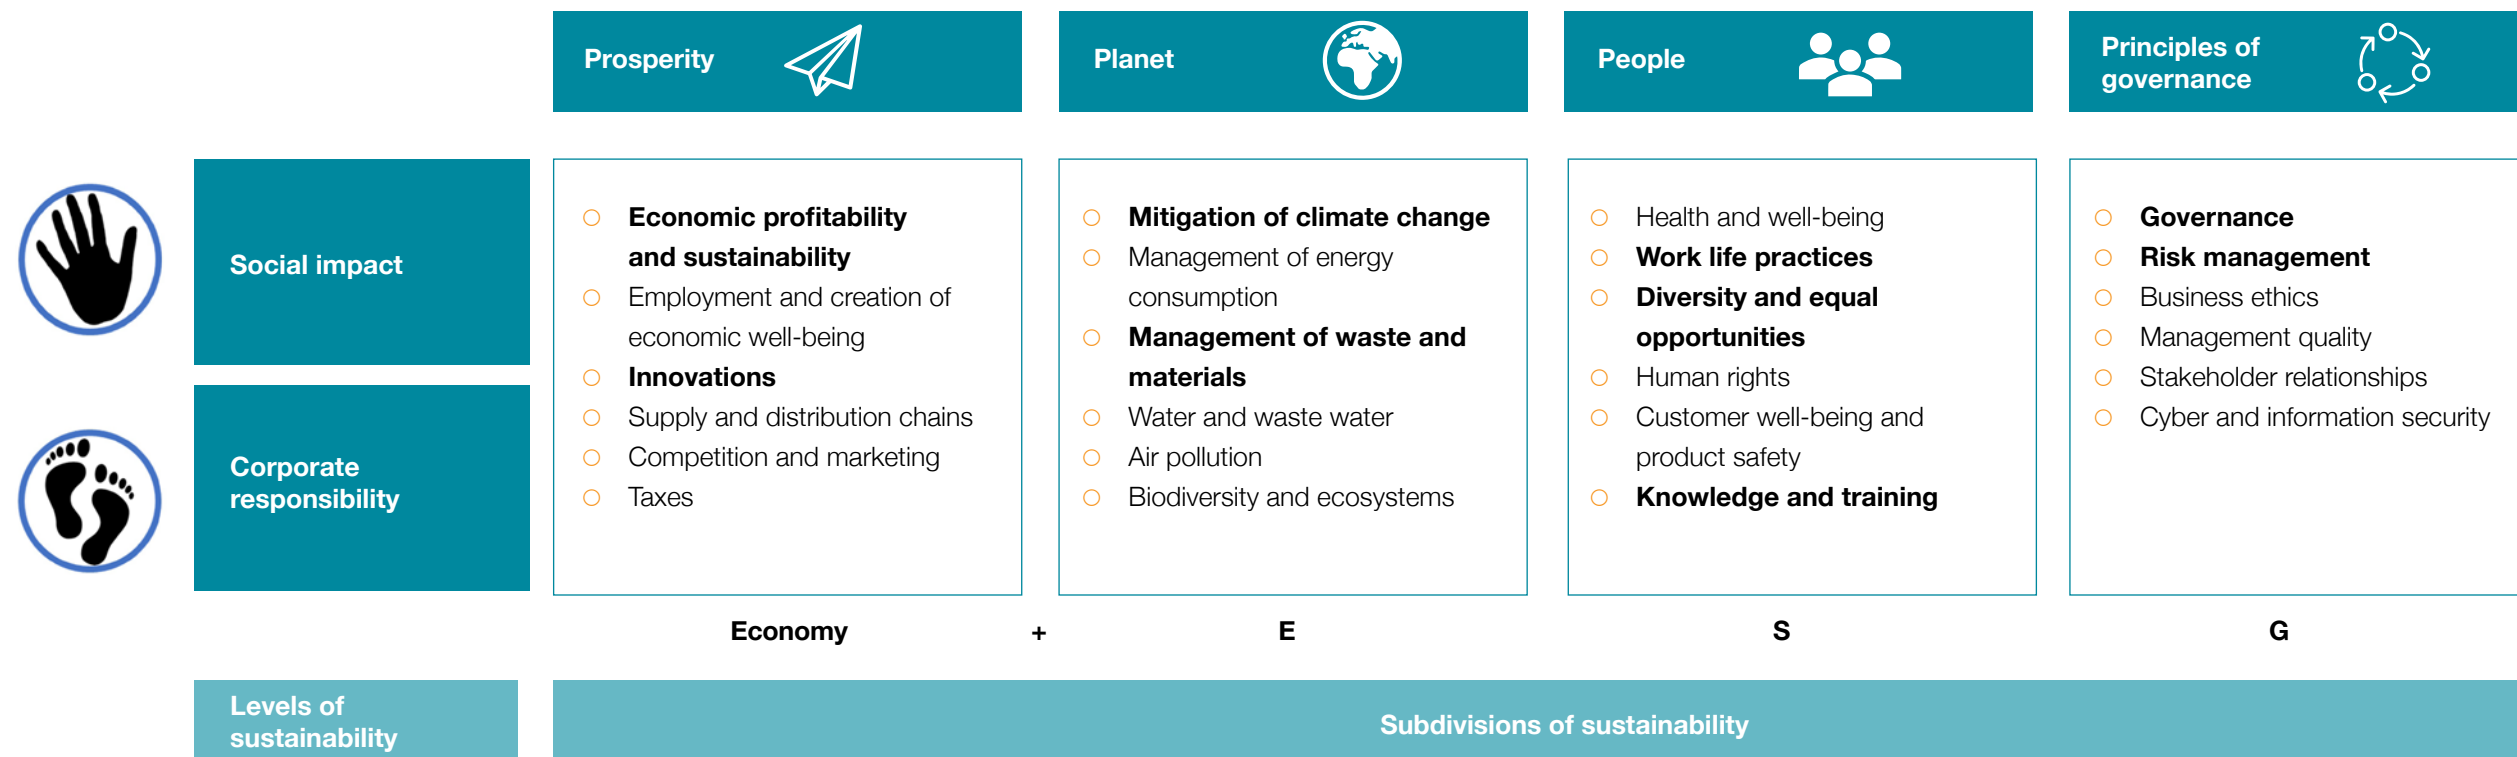 Prosperity
Planet
People
Principles of
governance
Social impact
Corporate
responsibility
Economic profitability
and sustainability
Employment and creation of
economic well-being
Innovations
Supply and distribution chains
Competition and marketing
Taxes
Mitigation of climate change
Management of energy
consumption
Management of waste and
materials
Water and waste water
Air pollution
Biodiversity and ecosystems
Health and well-being
Work life practices
Diversity and equal
opportunities
Human rights
Customer well-being and
product safety
Knowledge and training
Governance
Risk management
Business ethics
Management quality
Stakeholder relationships
Cyber and information security
Economy + E S G
Levels of
sustainability
Subdivisions of sustainability